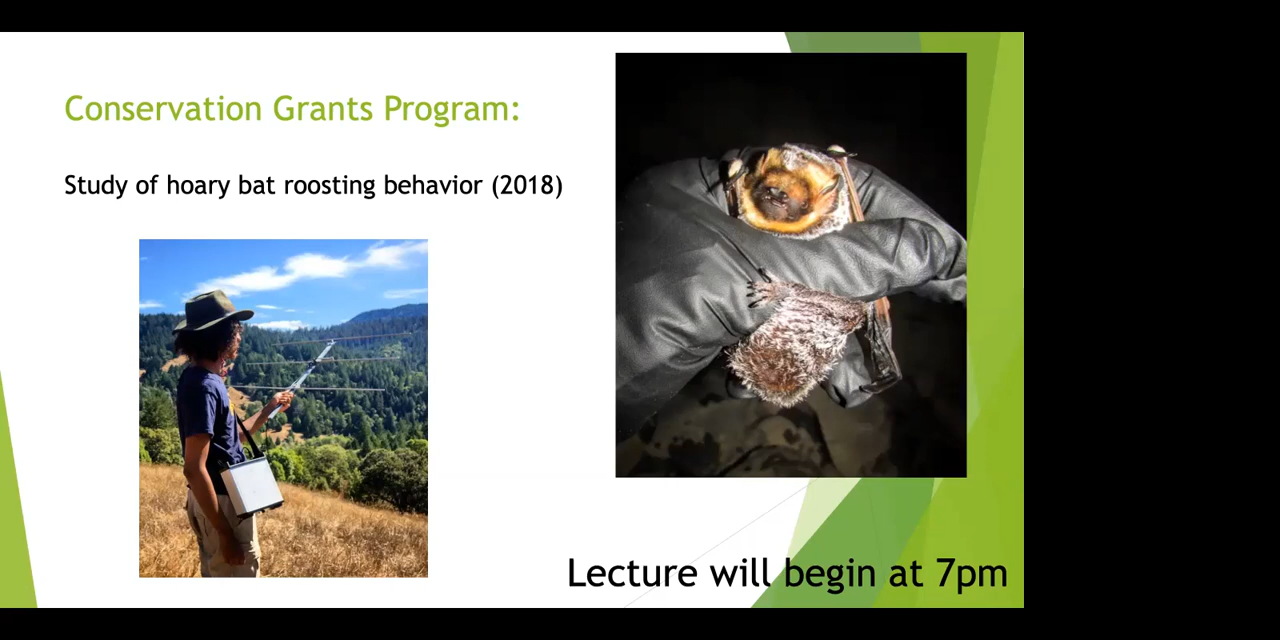 Conservation Grants Program:
Study of hoary bat roosting behavior (2018)
Lecture will begin at 7pm